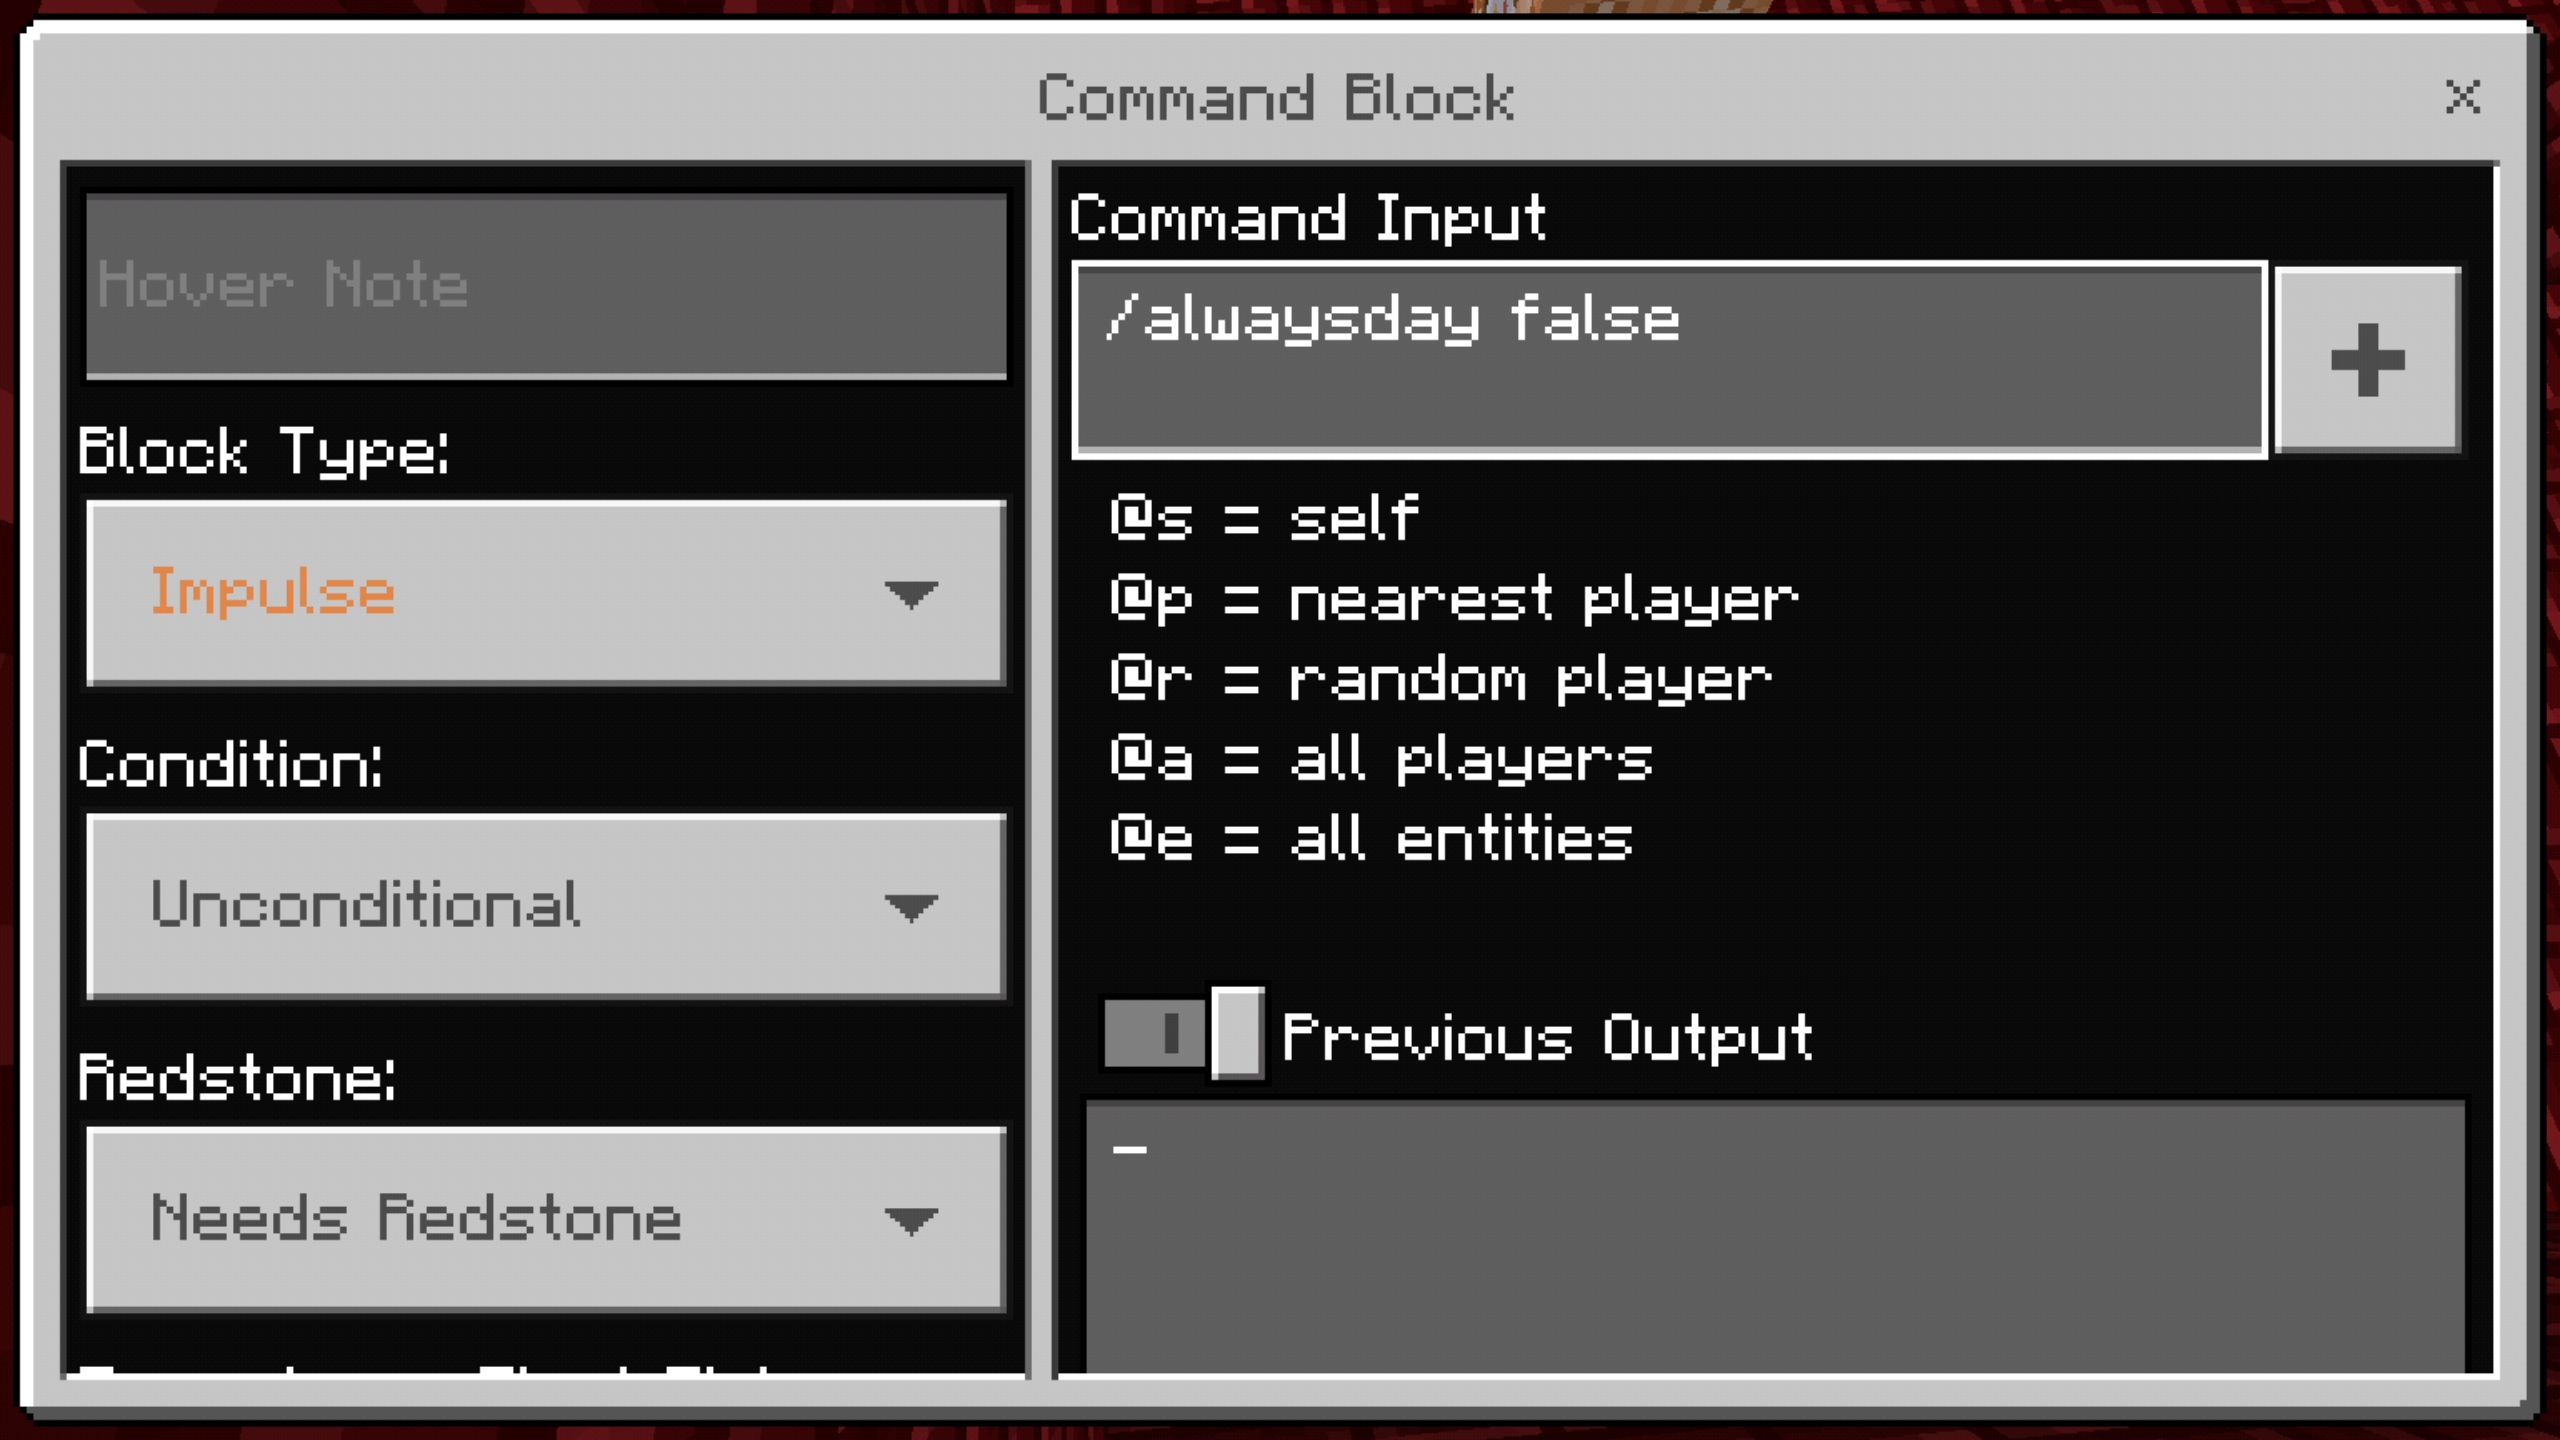 Command Block
Hover Note
Block Type:
Impulse
Condition:
Unconditional
Redstone:
Needs Redstone
Command Input
/alwaysday false
@s = self
@p = nearest player
@r = random player
@a = all players
@e = all entities
Previous Output
-